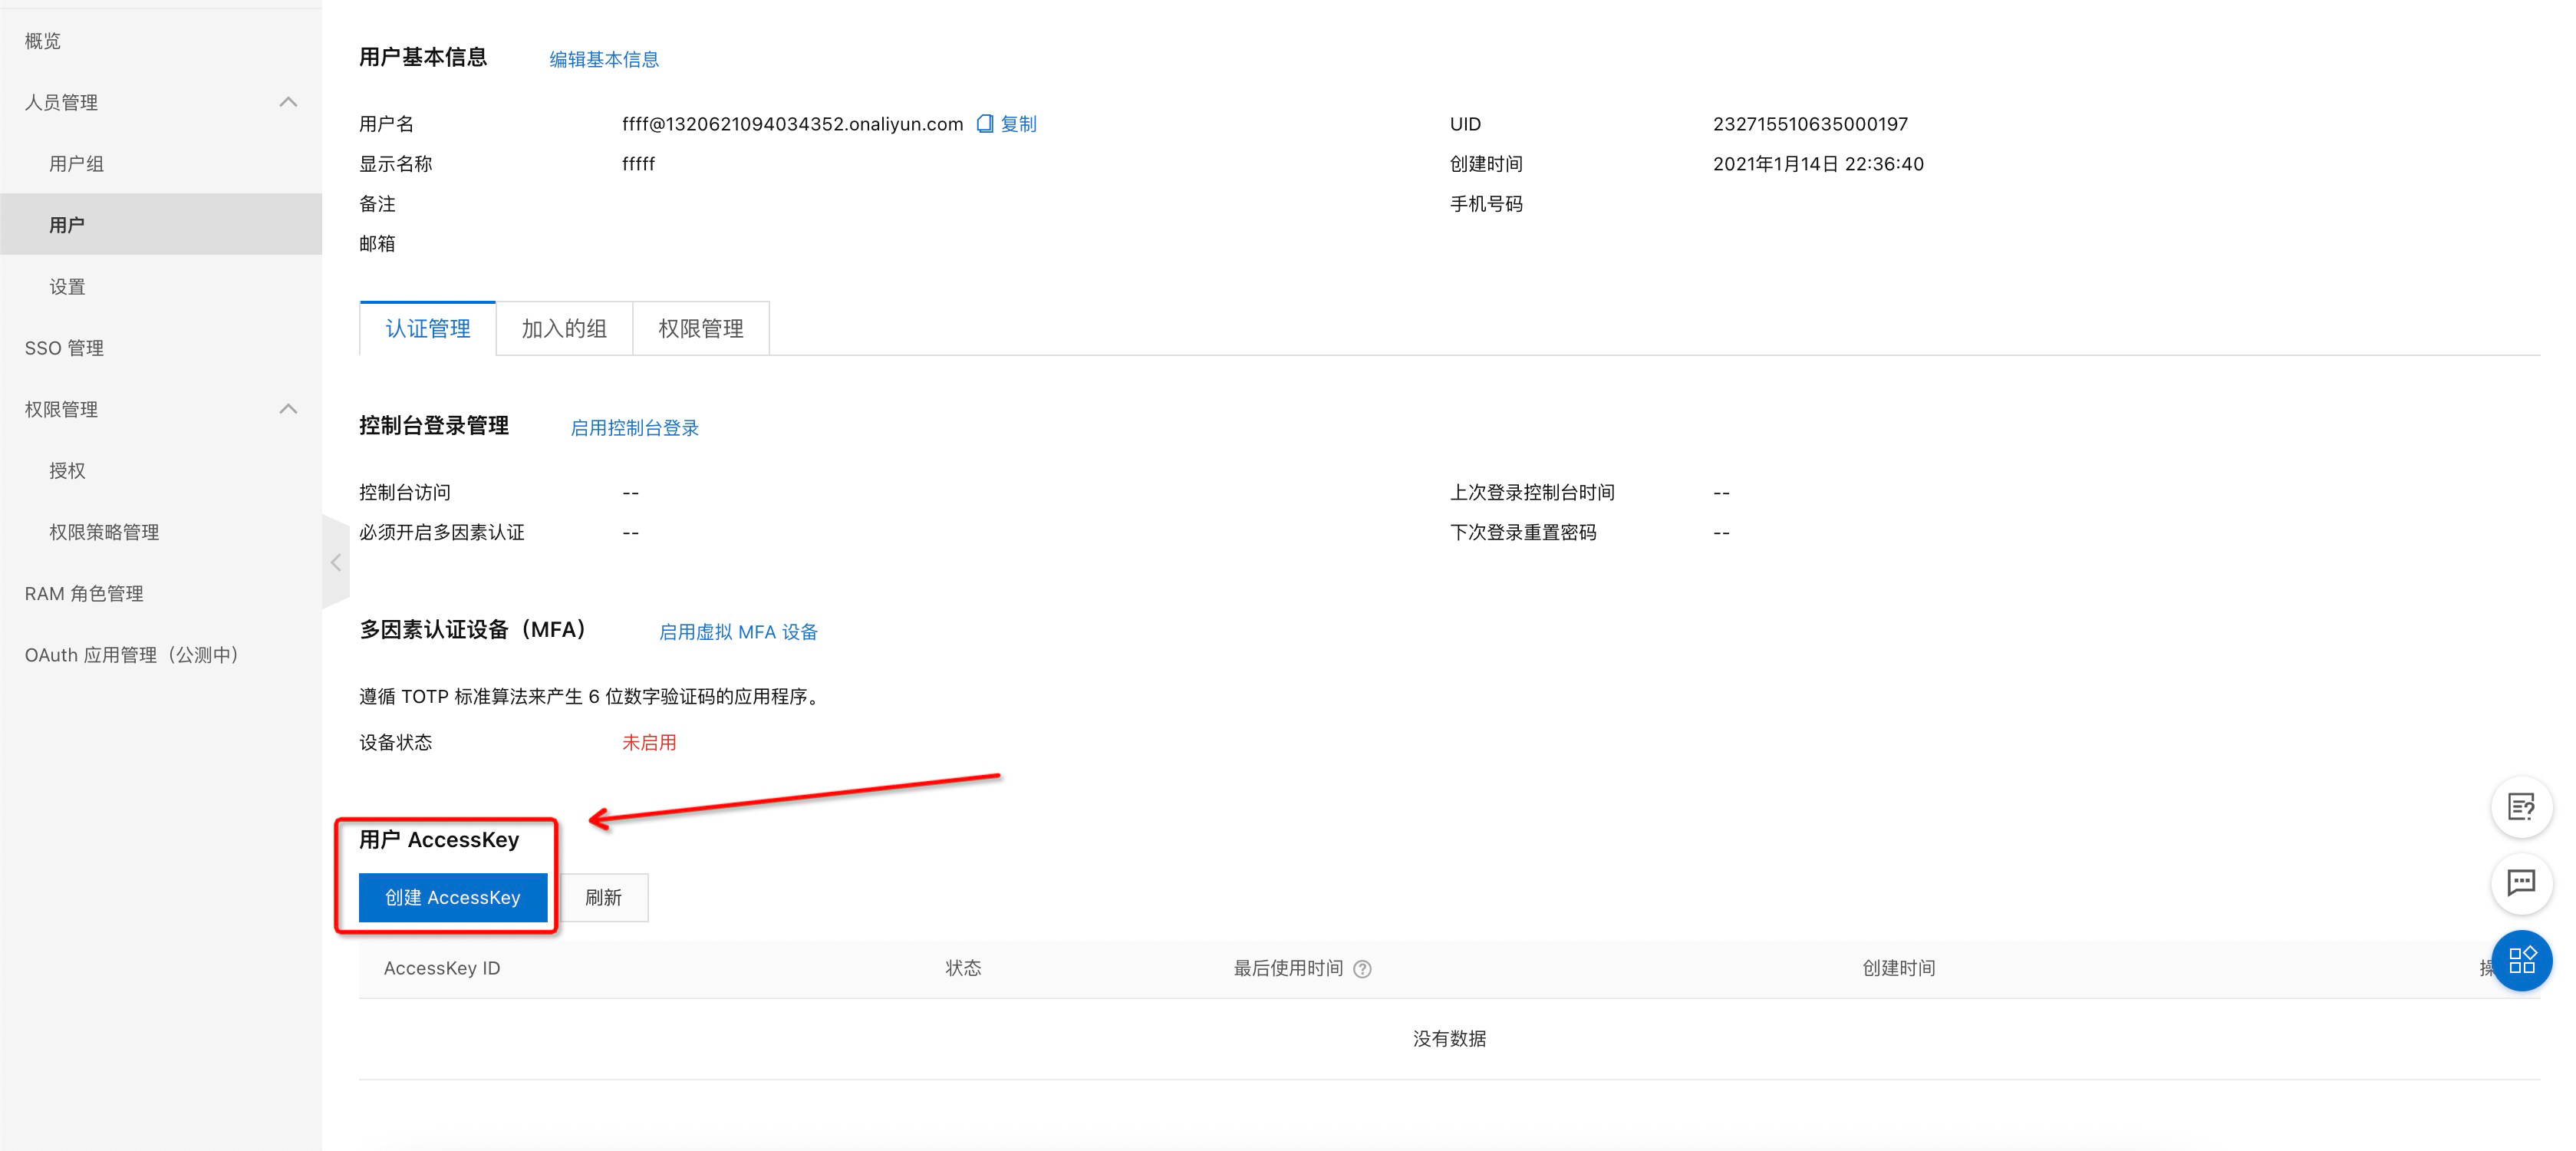 概览
人员管理
用户组
用户
设置
SSO 管理
权限管理
授权
权限策略管理
RAM 角色管理
OAuth 应用管理（公测中）
用户基本信息 编辑基本信息
用户名 ffff@1320621094034352.onaliyun.com 复制 UID 232715510635000197
显示名称 fffff 创建时间 2021年1月14日 22:36:40
备注 手机号码
邮箱
认证管理 加入的组 权限管理
控制台登录管理 启用控制台登录
控制台访问 -- 上次登录控制台时间 --
必须开启多因素认证 -- 下次登录重置密码 --
多因素认证设备（MFA） 启用虚拟 MFA 设备
遵循 TOTP 标准算法来产生 6 位数字验证码的应用程序。
设备状态 未启用
用户 AccessKey
创建 AccessKey 刷新
AccessKey ID 状态 最后使用时间 创建时间
没有数据